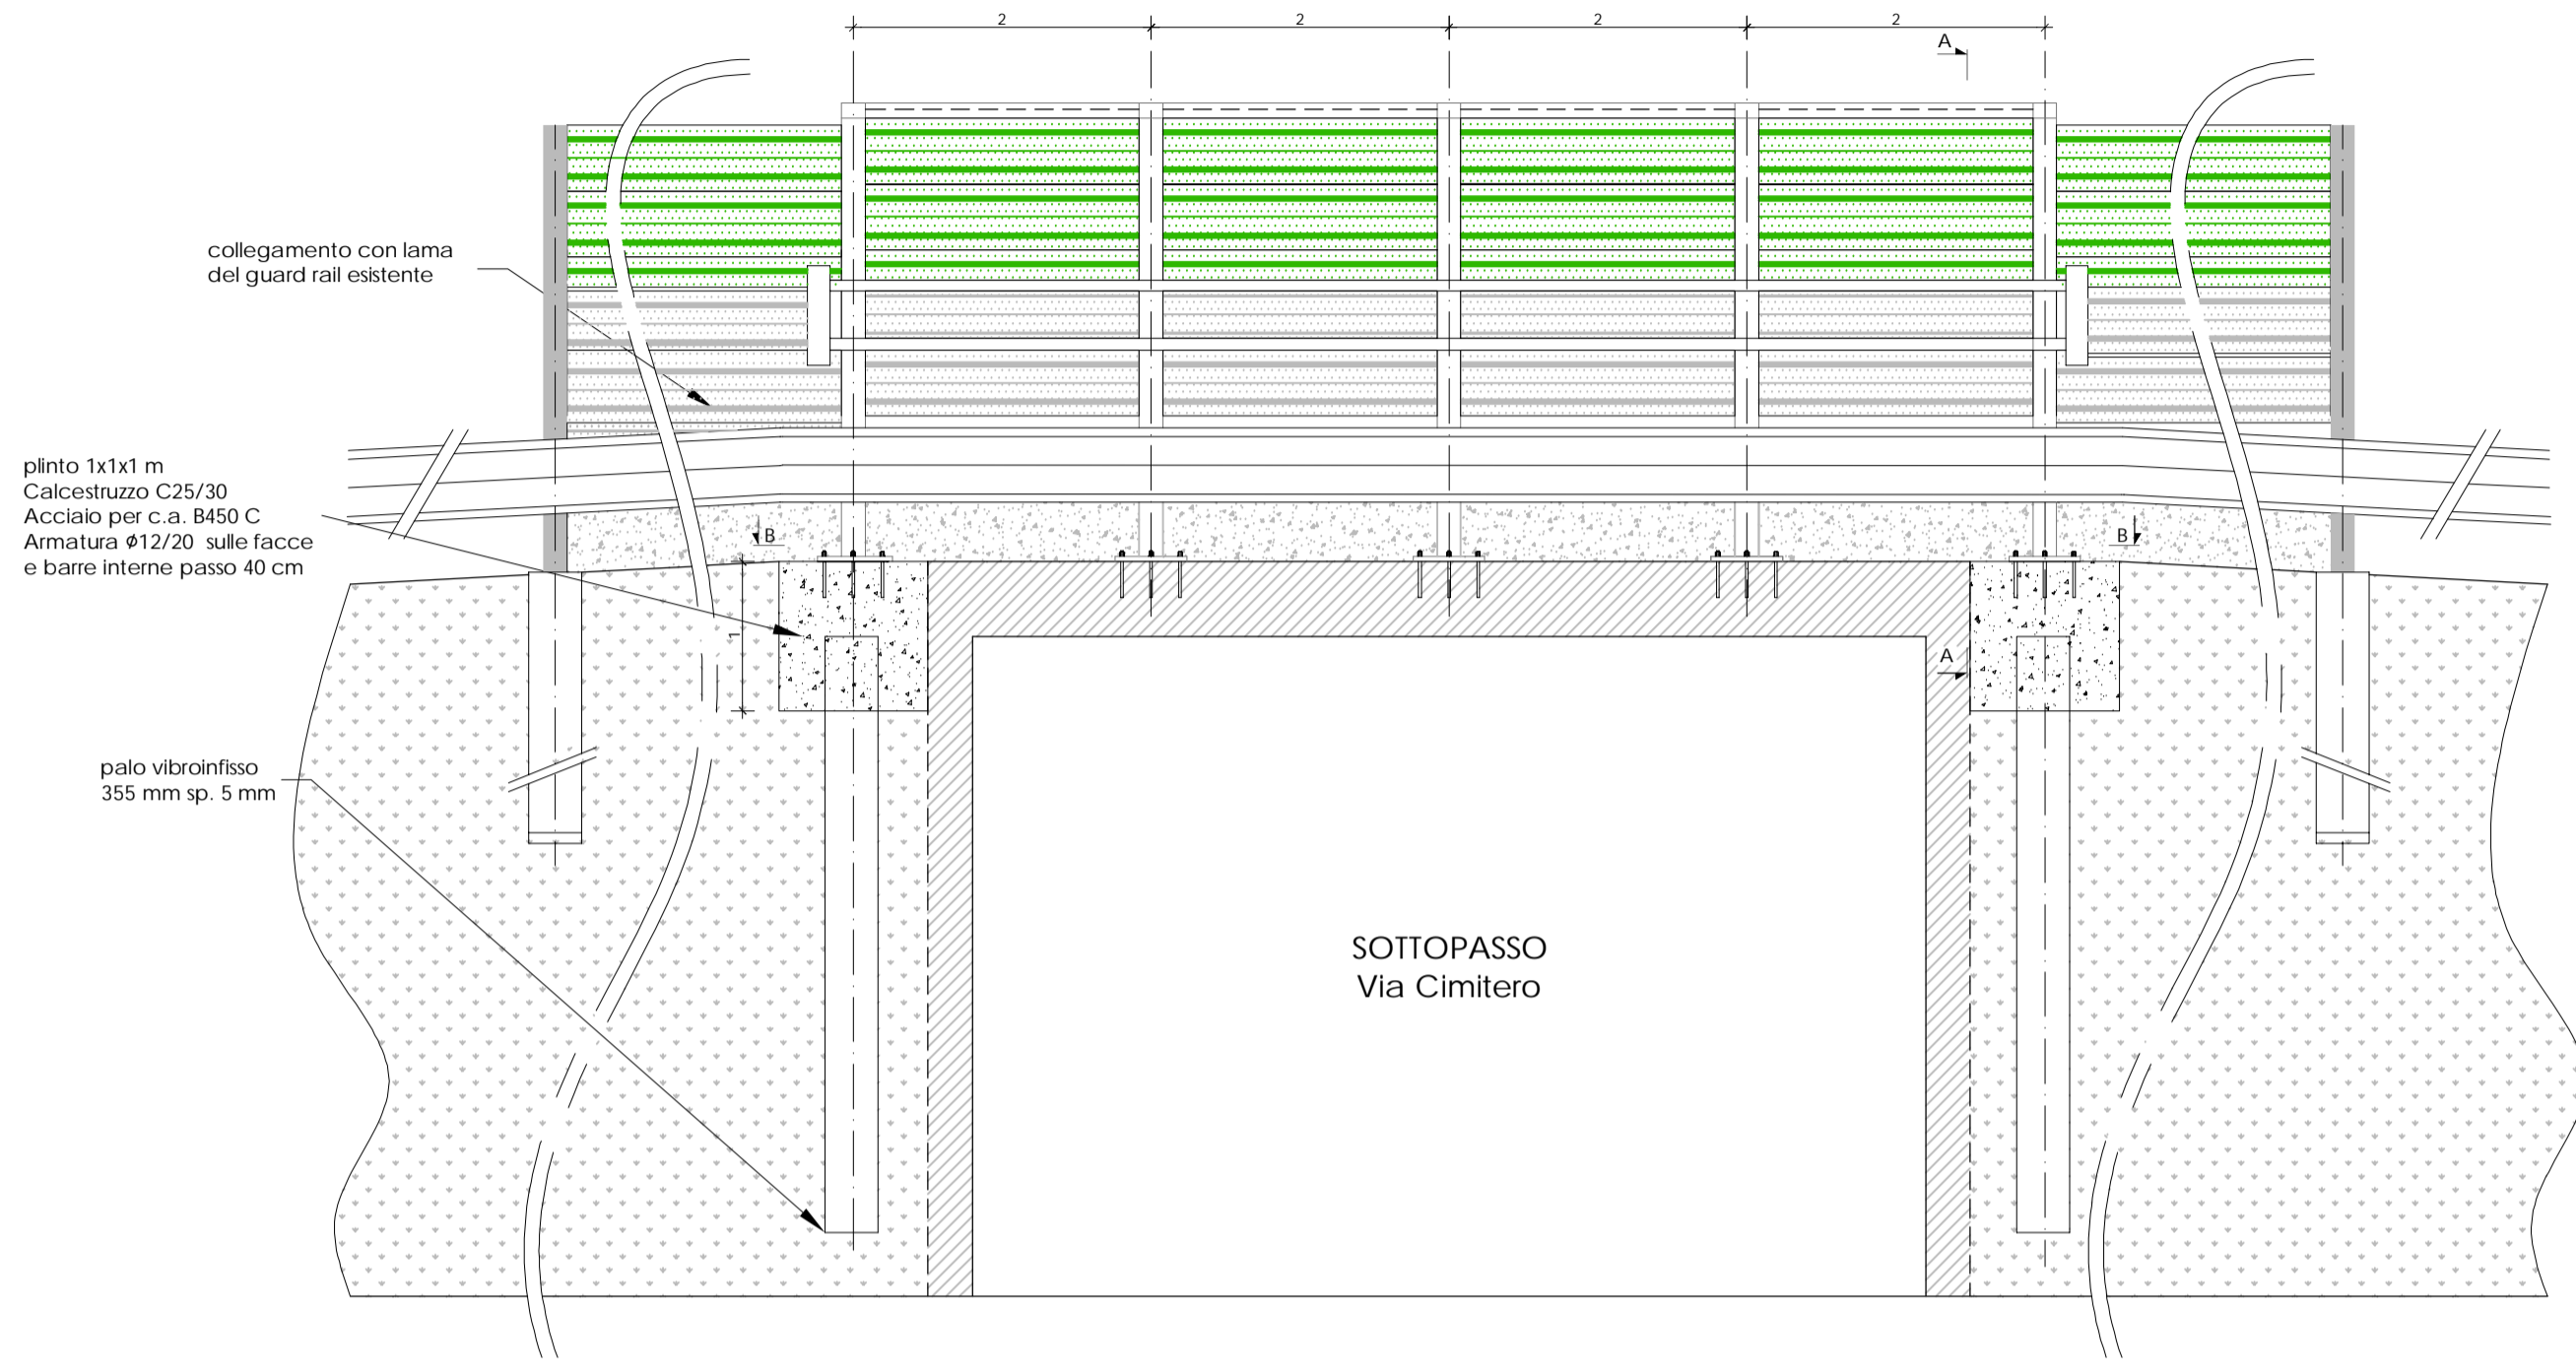 2 2 2 2
A
collegamento con lama
del guard rail esistente
plinto 1x1x1 m
Calcestruzzo C25/30
Acciaio per c.a. B450 C
Armatura Ø12/20 sulle facce
e barre interne passo 40 cm
B
B
1
A
palo vibroinfisso
355 mm sp. 5 mm
SOTTOPASSO
Via Cimitero